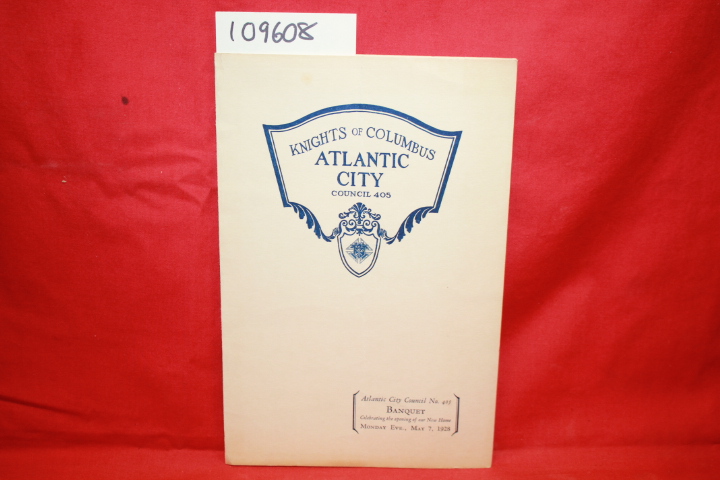 109608
KNIGHTS OF COLUMBUS
ATLANTIC
CITY
COUNCIL 405
Atlantic City Council No. 405
BANQUET
Celebrating the opening of our New Home
MONDAY EVE., MAY 7, 1928